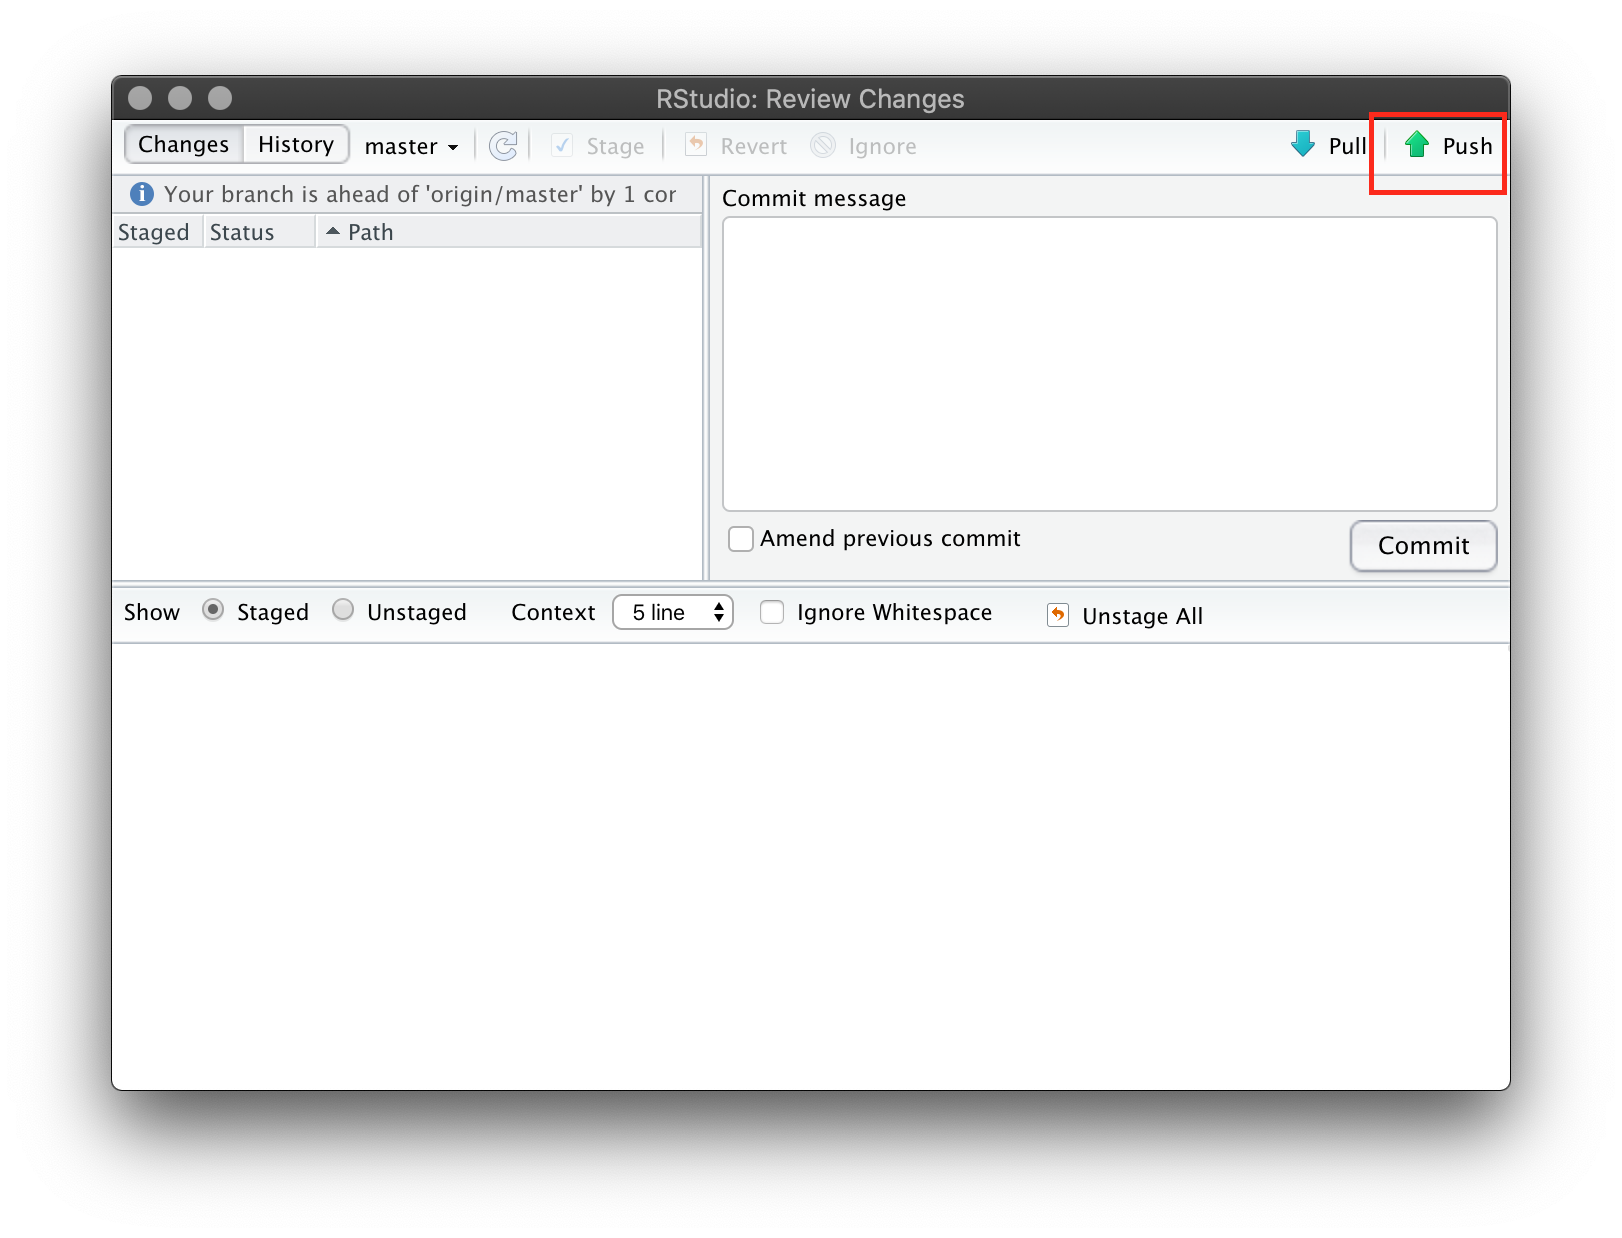 RStudio: Review Changes
Changes History master Stage Revert Ignore Pull Push
Your branch is ahead of 'origin/master' by 1 cor
Commit message
Staged Status Path
Amend previous commit
Commit
Show Staged Unstaged Context 5 line Ignore Whitespace Unstage All